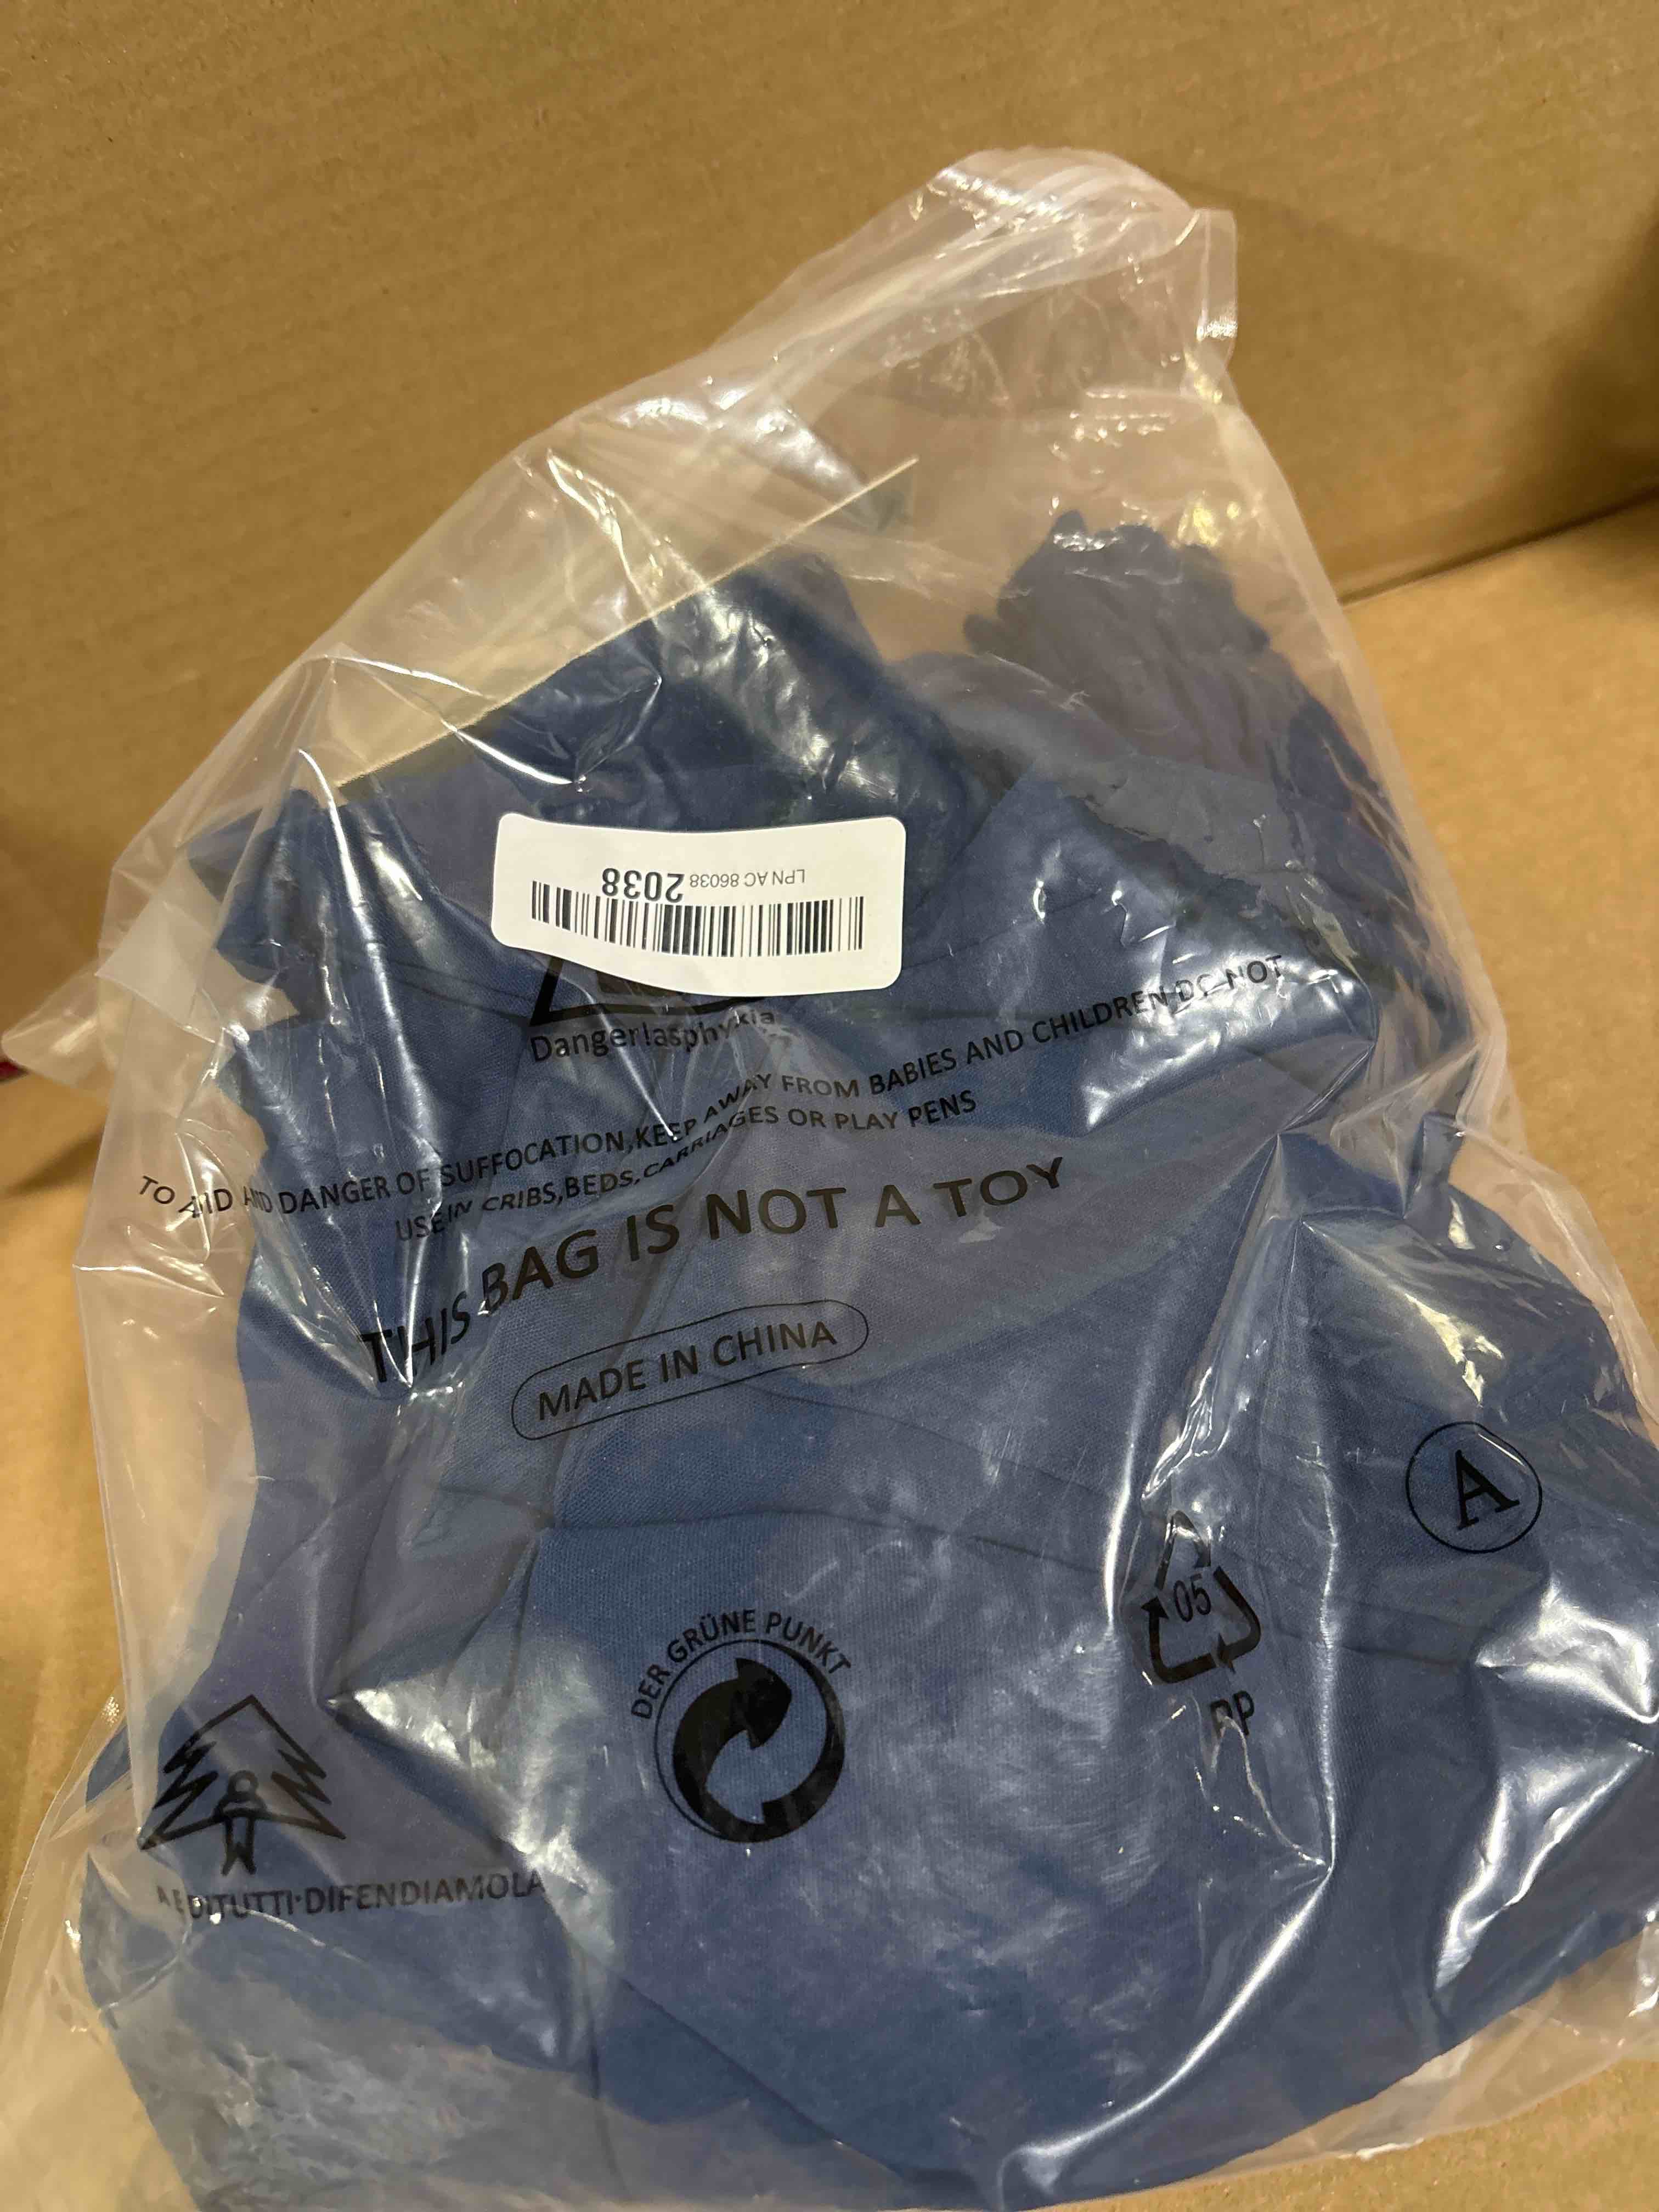 LPN AC 86038 2038
Danger!asphyxia
TO AND DANGER OF SUFFOCATION,KEEP AWAY FROM BABIES AND CHILDREN DO NOT
USE IN CRIBS,BEDS,CARRIAGES OR PLAY PENS
THIS BAG IS NOT A TOY
MADE IN CHINA
A
05
PP
DER GRÜNE PUNKT
DIFENDIAMOLA